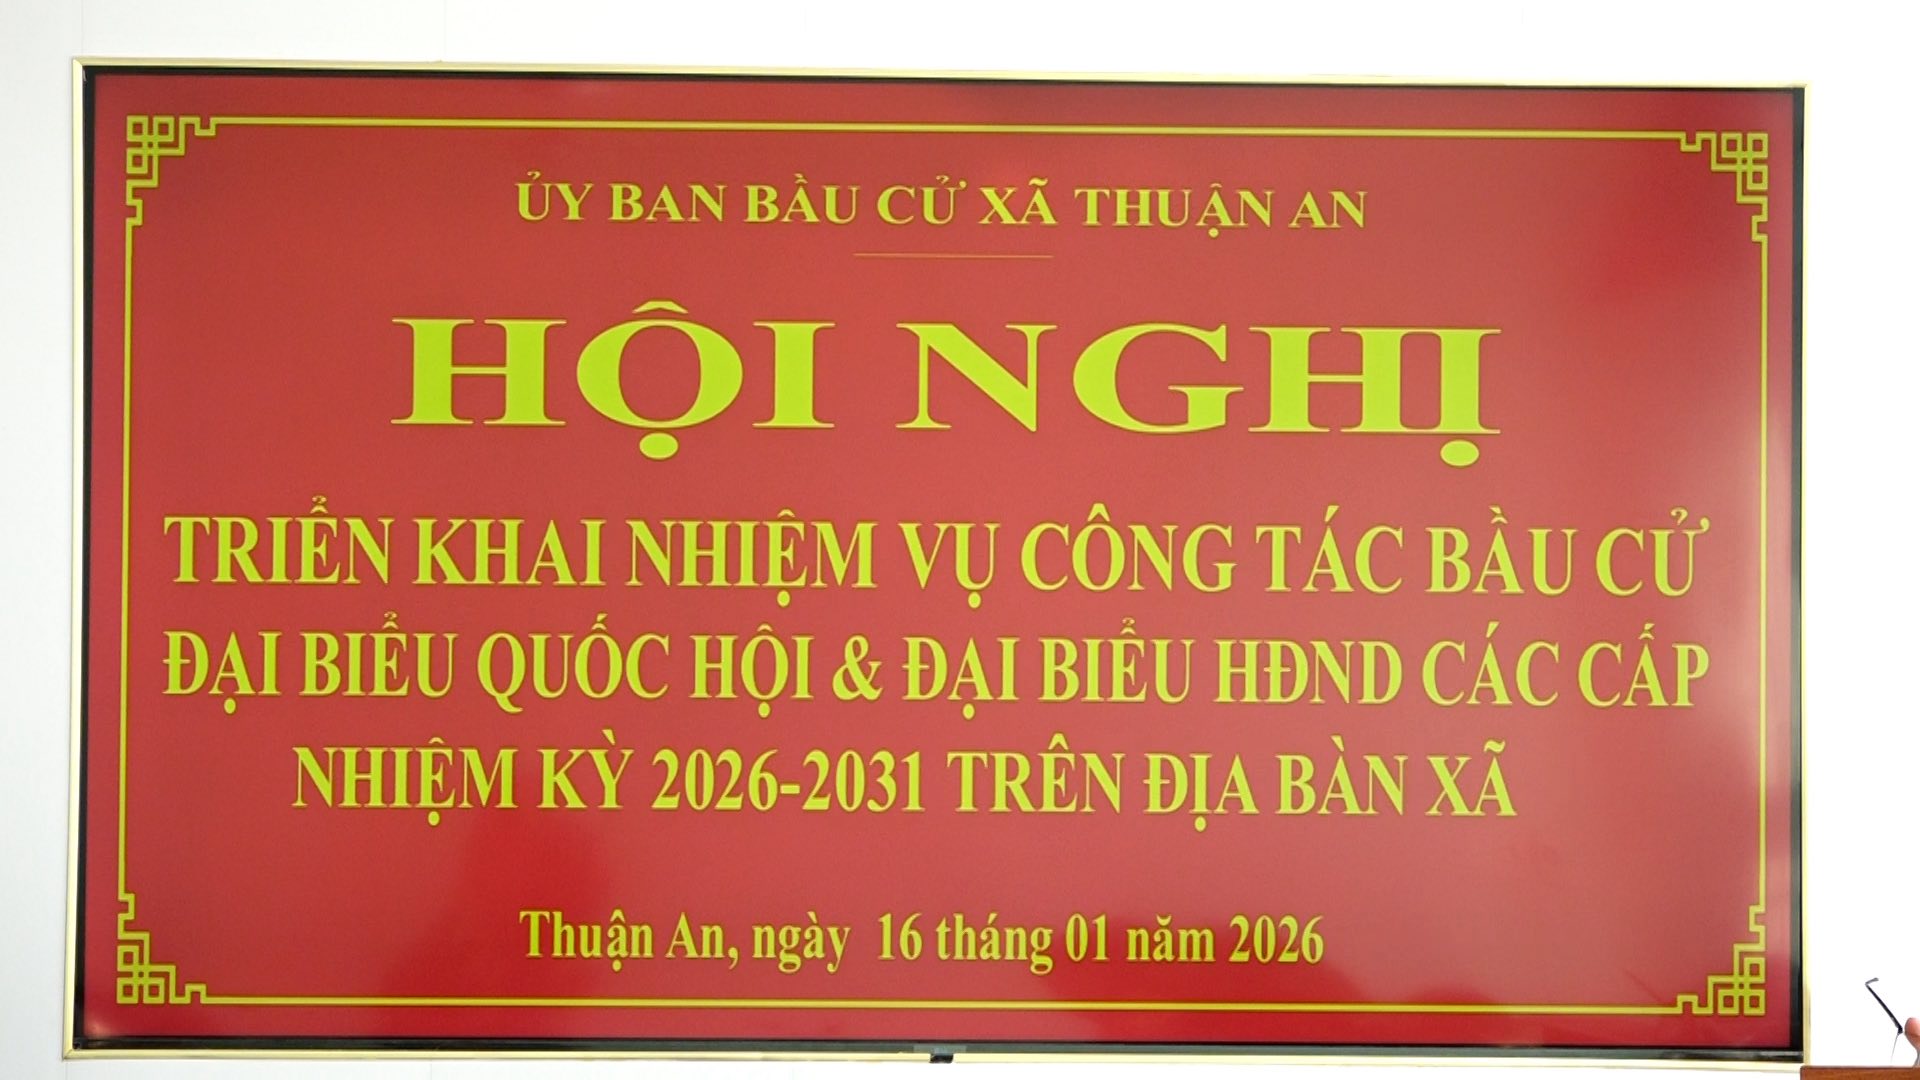 ỦY BAN BẦU CỬ XÃ THUẬN AN
HỘI NGHỊ
TRIỂN KHAI NHIỆM VỤ CÔNG TÁC BẦU CỬ
ĐẠI BIỂU QUỐC HỘI & ĐẠI BIỂU HĐND CÁC CẤP
NHIỆM KỲ 2026-2031 TRÊN ĐỊA BÀN XÃ
Thuận An, ngày 16 tháng 01 năm 2026